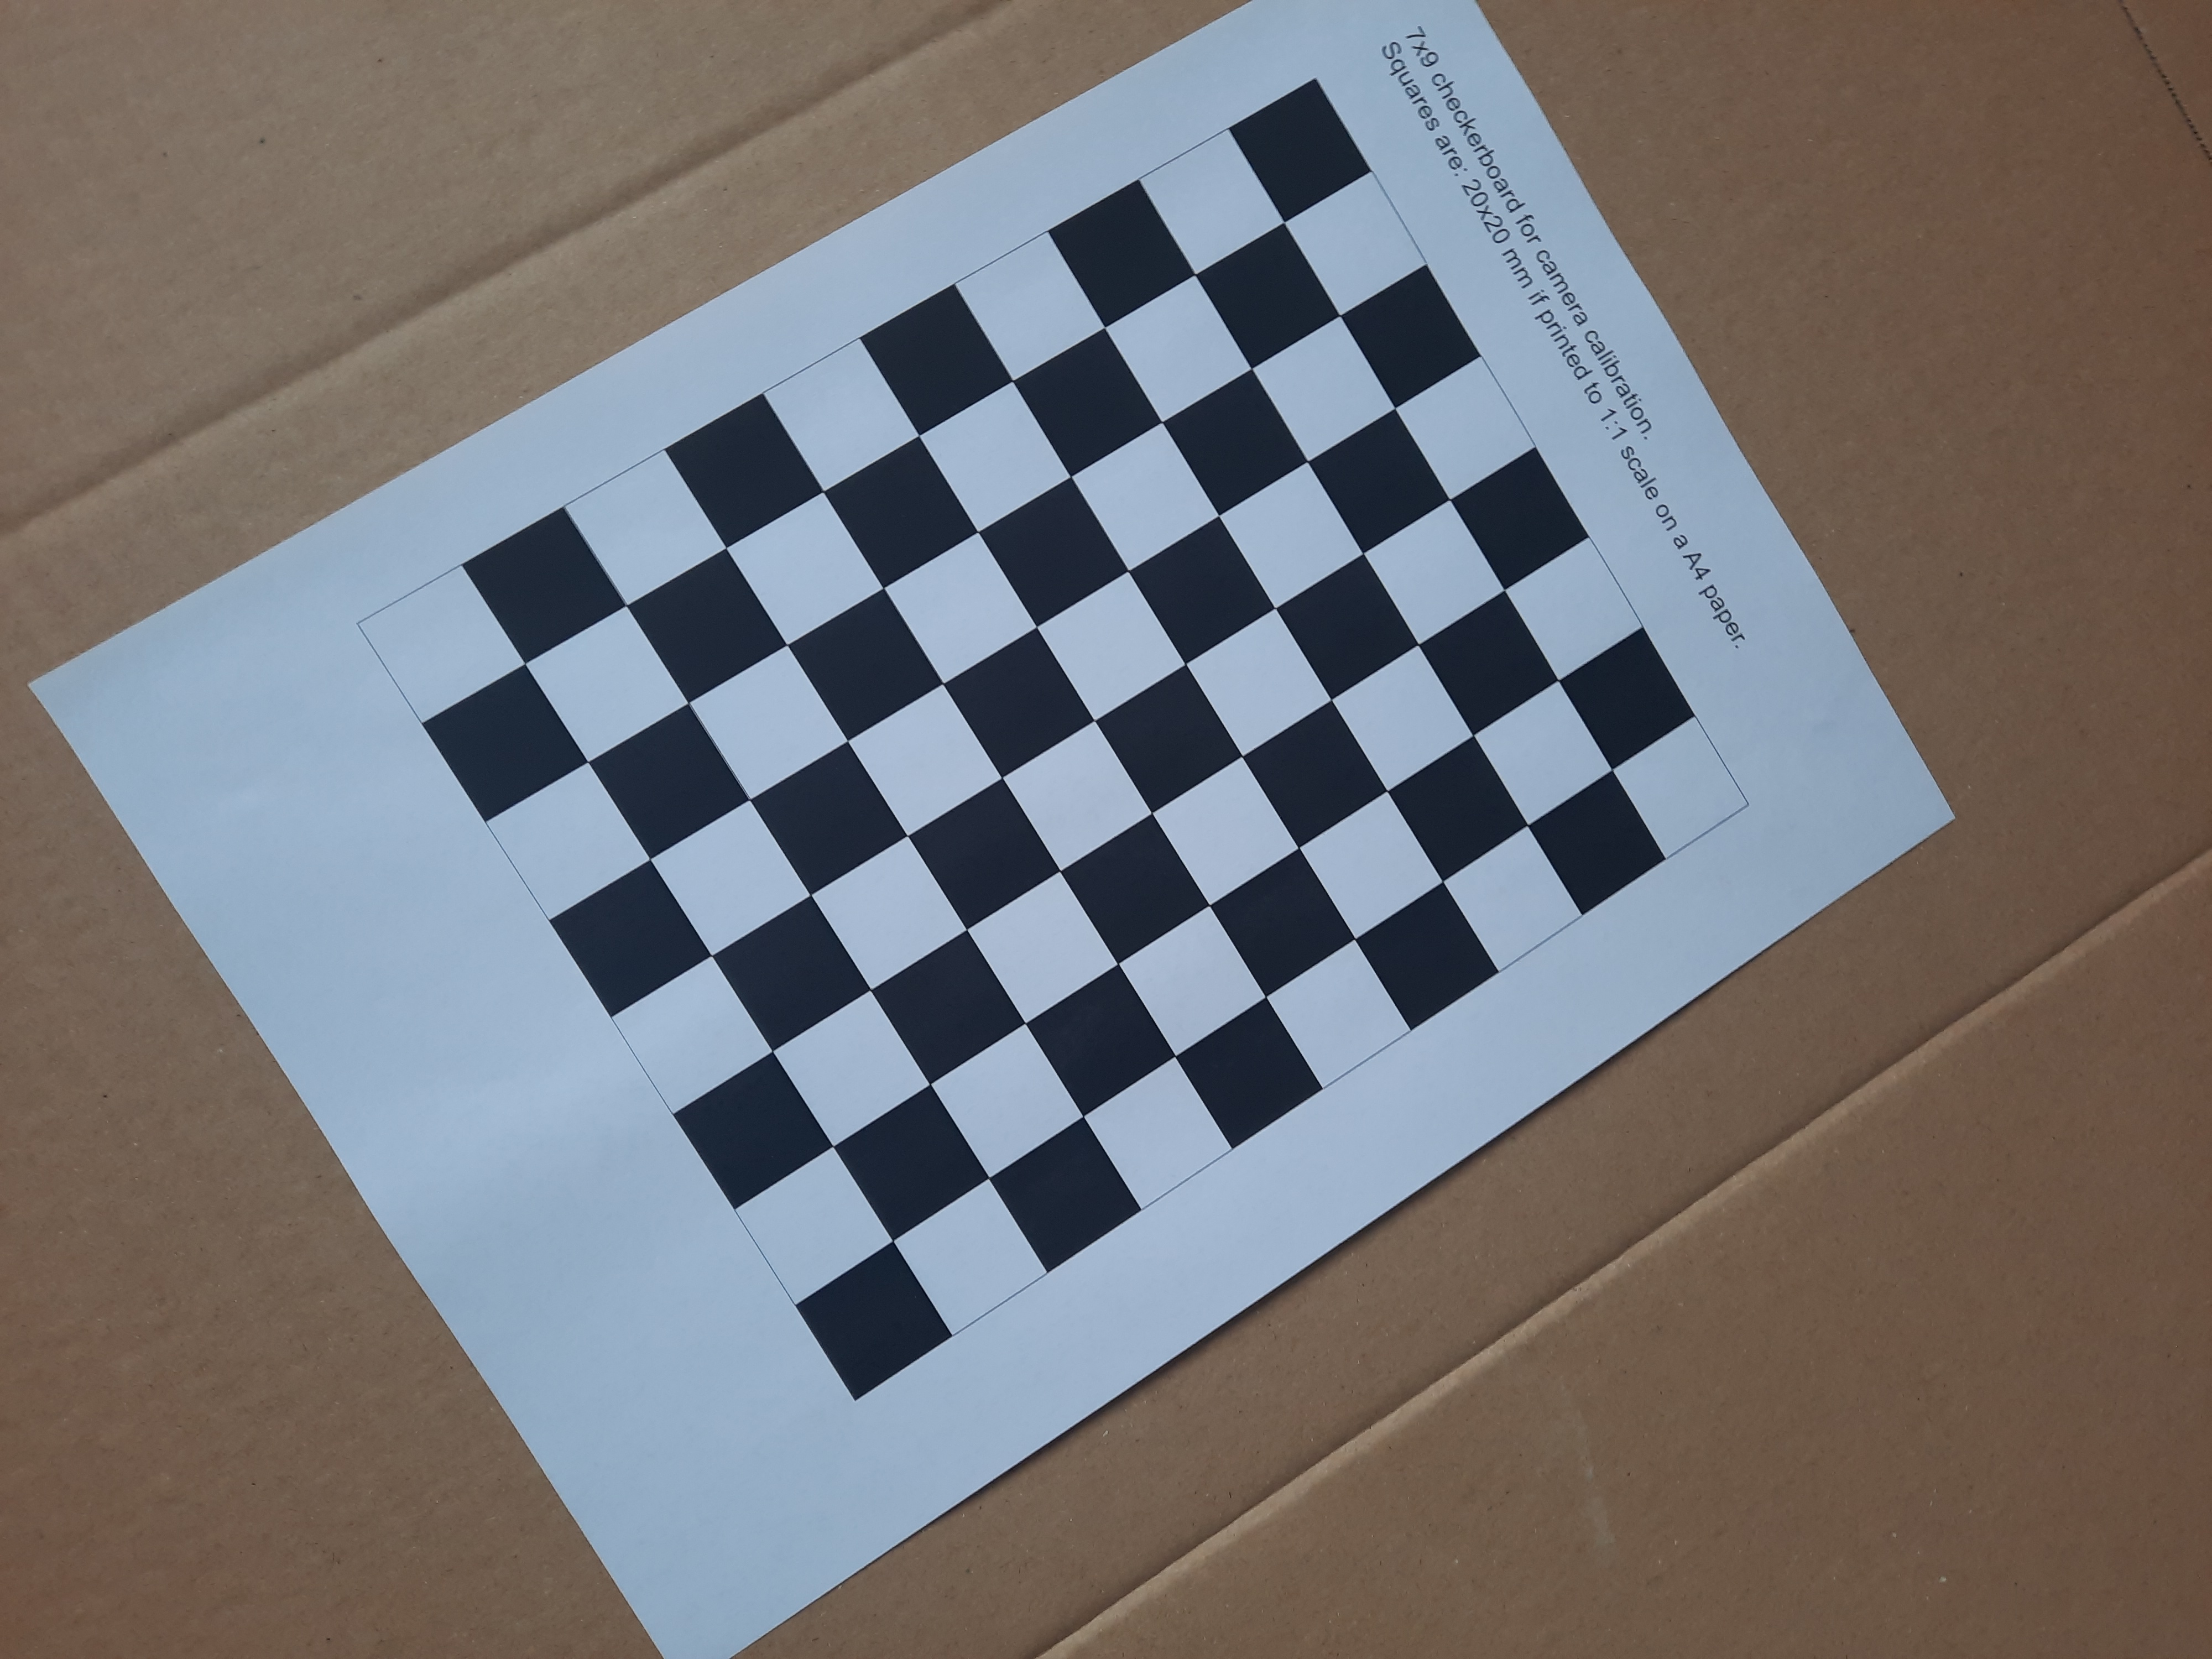 7x9 checkerboard for camera calibration.
Squares are: 20x20 mm if printed to 1:1 scale on a A4 paper.